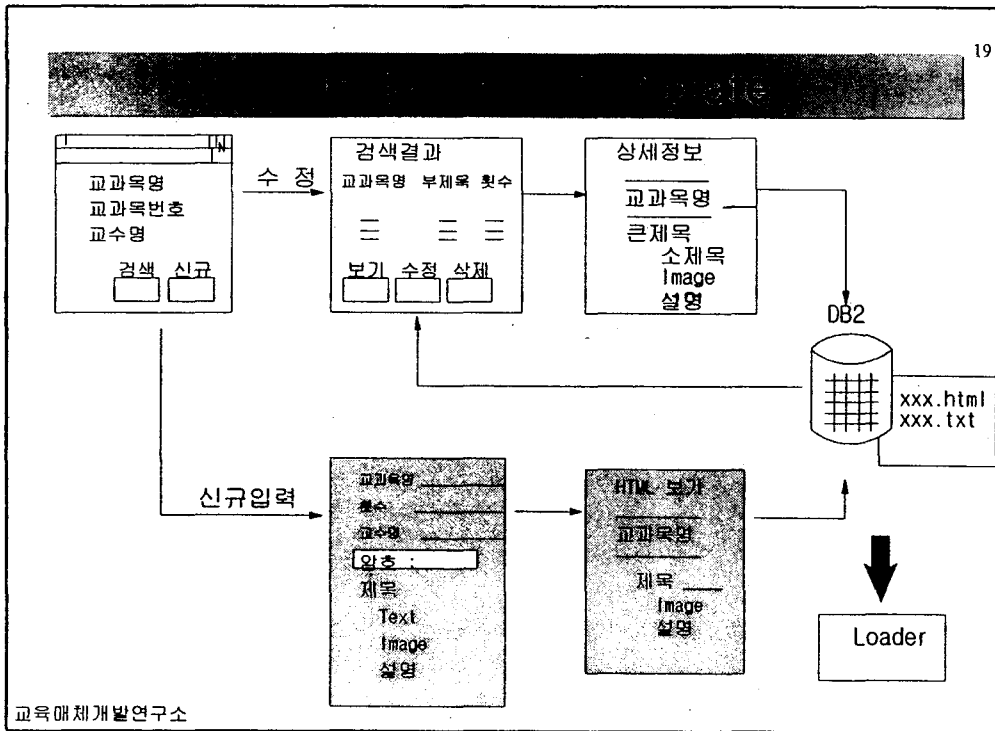 19
교과목명
교과목번호
교수명
검색 신규
수 정
검색결과
교과목명 부제목 횟수
보기 수정 삭제
상세정보
교과목명
큰제목
소제목
Image
설명
DB2
xxx.html
xxx.txt
신규입력
교과목명
횟수
교수명
암호 :
제목
Text
Image
설명
HTML 보기
교과목명
제목
Image
설명
Loader
교육매체개발연구소